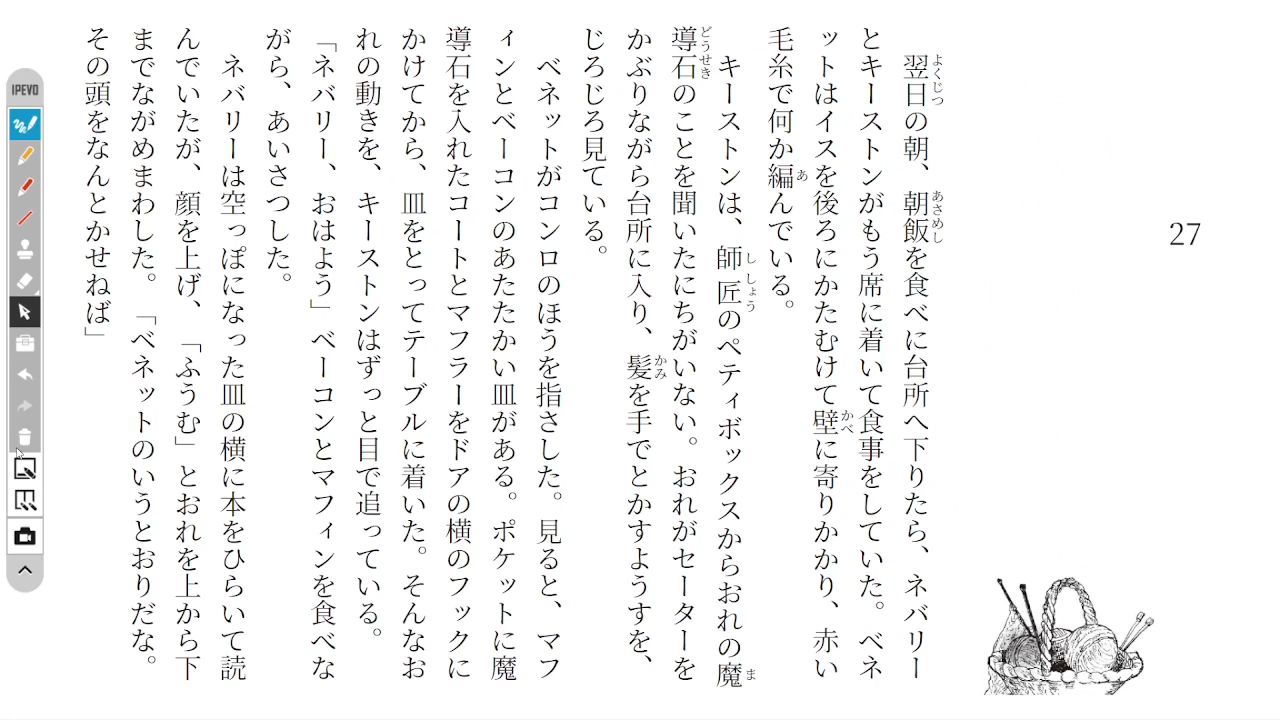 27
翌日の朝、朝飯を食べに台所へ下りたら、ネバリー
とキーストンがもう席に着いて食事をしていた。ベネ
ットはイスを後ろにかたむけて壁に寄りかかり、赤い
毛糸で何か編んでいる。
キーストンは、師匠のペティボックスからおれの魔
導石のことを聞いたにちがいない。おれがセーターを
かぶりながら台所に入り、髪を手でとかすようすを、
じろじろ見ている。
ベネットがコンロのほうを指さした。見ると、マフ
ィンとベーコンのあたたかい皿がある。ポケットに魔
導石を入れたコートとマフラーをドアの横のフックに
かけてから、皿をとってテーブルに着いた。そんなお
れの動きを、キーストンはずっと目で追っている。
「ネバリー、おはよう」ベーコンとマフィンを食べな
がら、あいさつした。
ネバリーは空っぽになった皿の横に本をひらいて読
んでいたが、顔を上げ、「ふうむ」とおれを上から下
までながめまわした。「ベネットのいうとおりだな。
その頭をなんとかせねば」
IPEVO